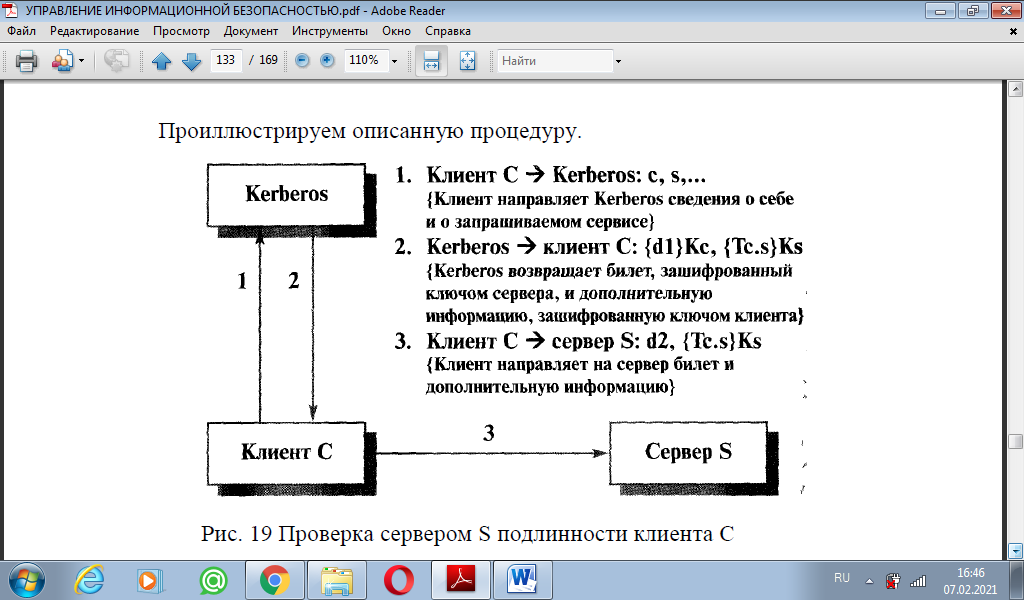 УПРАВЛЕНИЕ ИНФОРМАЦИОННОЙ БЕЗОПАСНОСТЬЮ.pdf - Adobe Reader
Файл Редактирование Просмотр Документ Инструменты Окно Справка
133 / 169 110% Найти
Проиллюстрируем описанную процедуру.
Kerberos
1
2
Клиент С
3
Сервер S
1. Клиент С → Kerberos: c, s,...
{Клиент направляет Kerberos сведения о себе
и о запрашиваемом сервисе}
2. Kerberos → клиент С: {d1}Kc, {Tc.s}Ks
{Kerberos возвращает билет, зашифрованный
ключом сервера, и дополнительную
информацию, зашифрованную ключом клиента}
3. Клиент С → сервер S: d2, {Tc.s}Ks
{Клиент направляет на сервер билет и
дополнительную информацию}
Рис. 19 Проверка сервером S подлинности клиента С
RU
16:46
07.02.2021